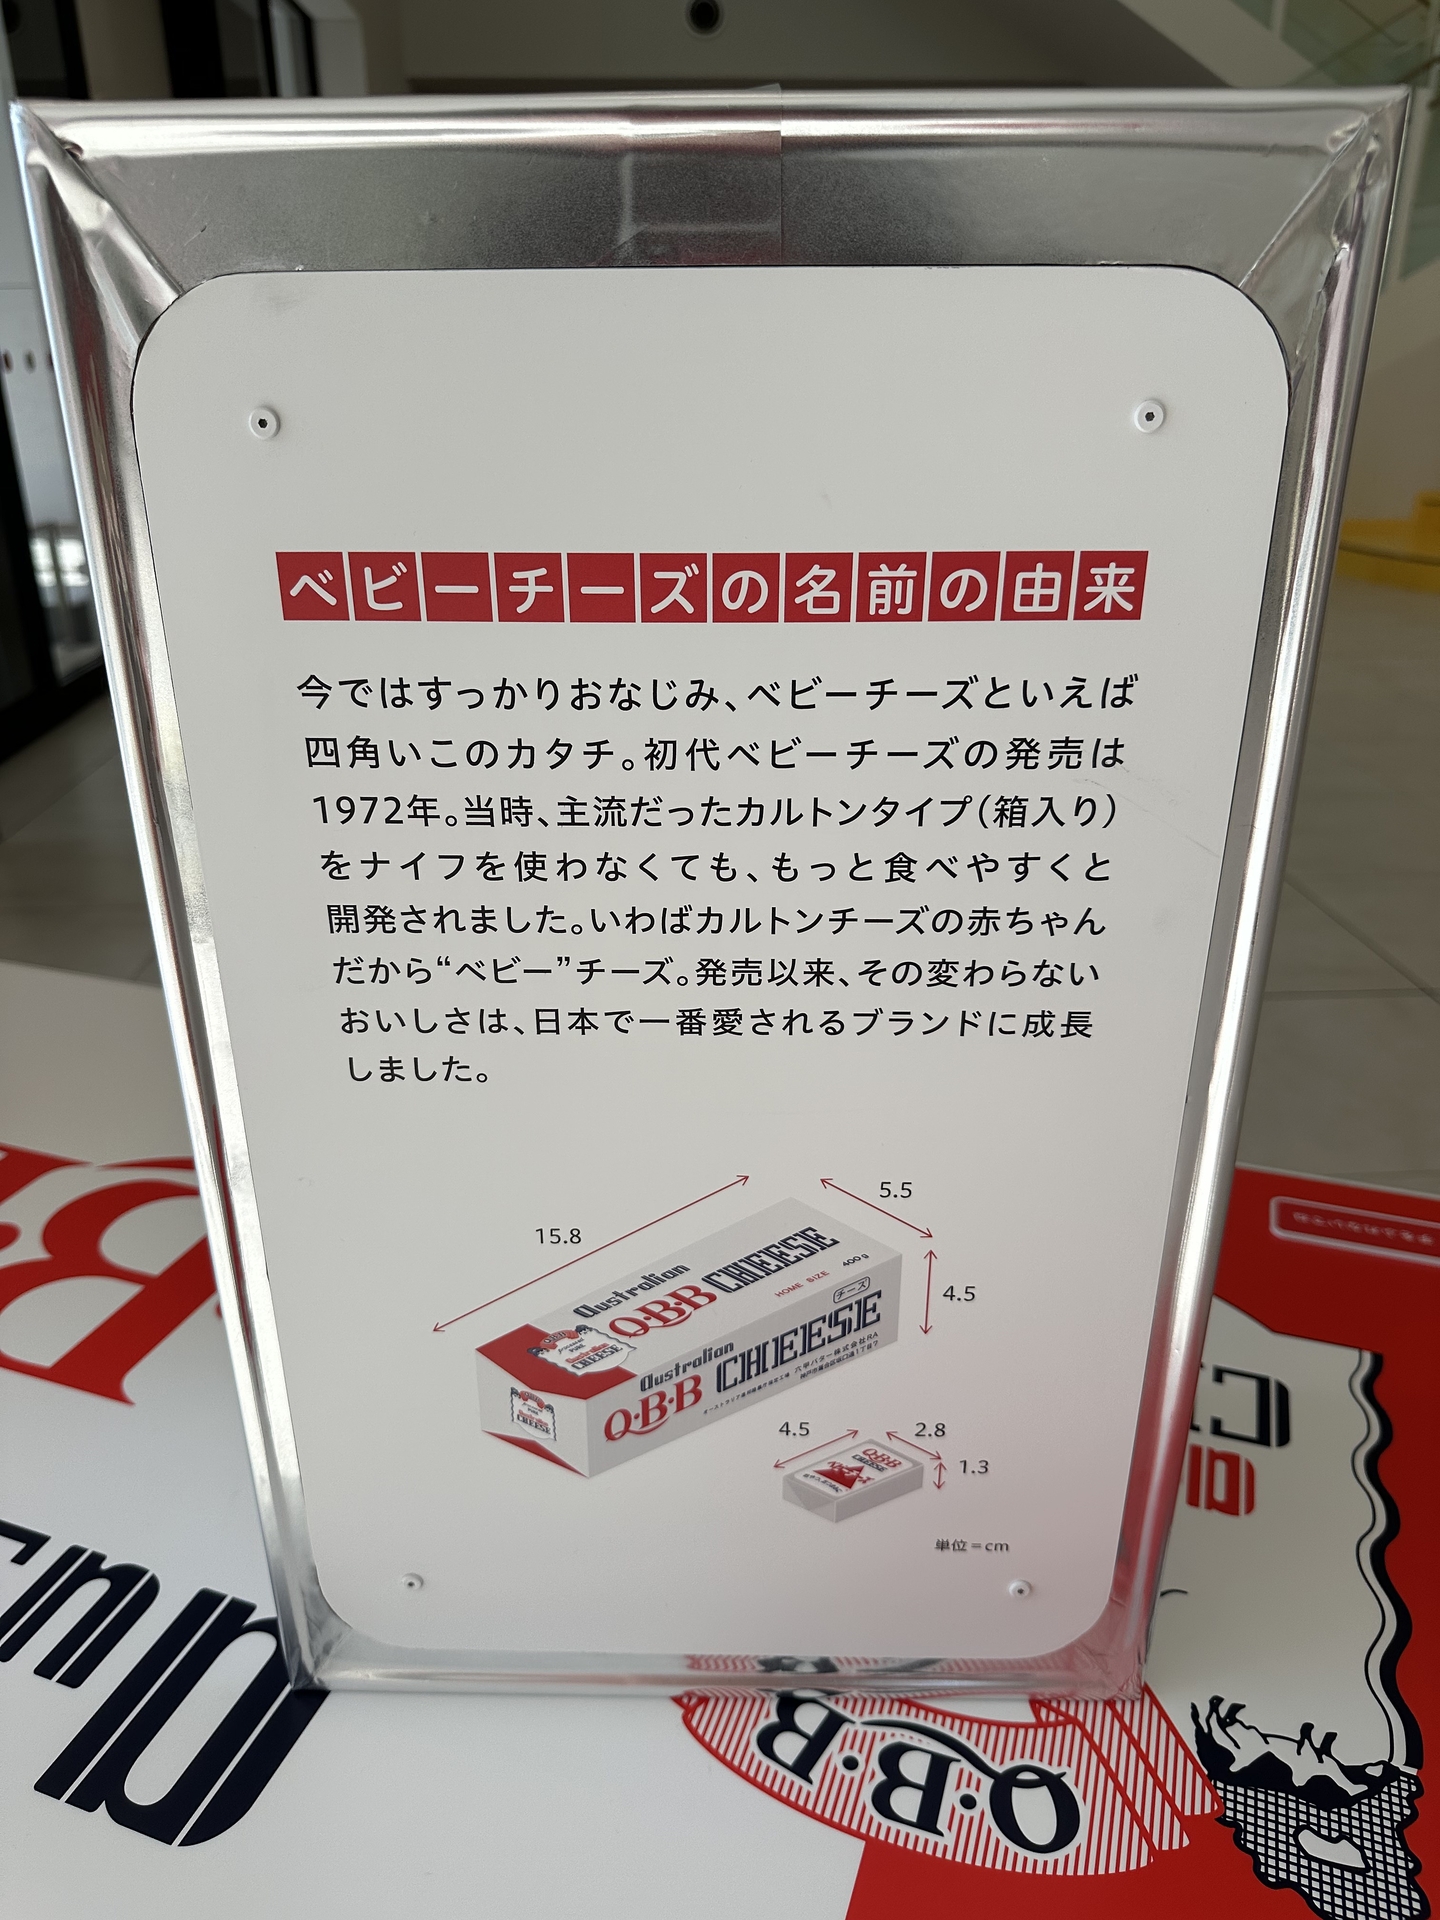 ベビーチーズの名前の由来
今ではすっかりおなじみ、ベビーチーズといえば
四角いこのカタチ。初代ベビーチーズの発売は
1972年。当時、主流だったカルトンタイプ(箱入り)
をナイフを使わなくても、もっと食べやすくと
開発されました。いわばカルトンチーズの赤ちゃん
だから“ベビー”チーズ。発売以来、その変わらない
おいしさは、日本で一番愛されるブランドに成長
しました。
15.8
5.5
4.5
Australian
Q·B·B CHEESE
HOME SIZE 400g
チーズ
Australian
Q·B·B CHEESE
4.5
2.8
1.3
Q·B·B
CHEESE
単位=cm
Q·B·B